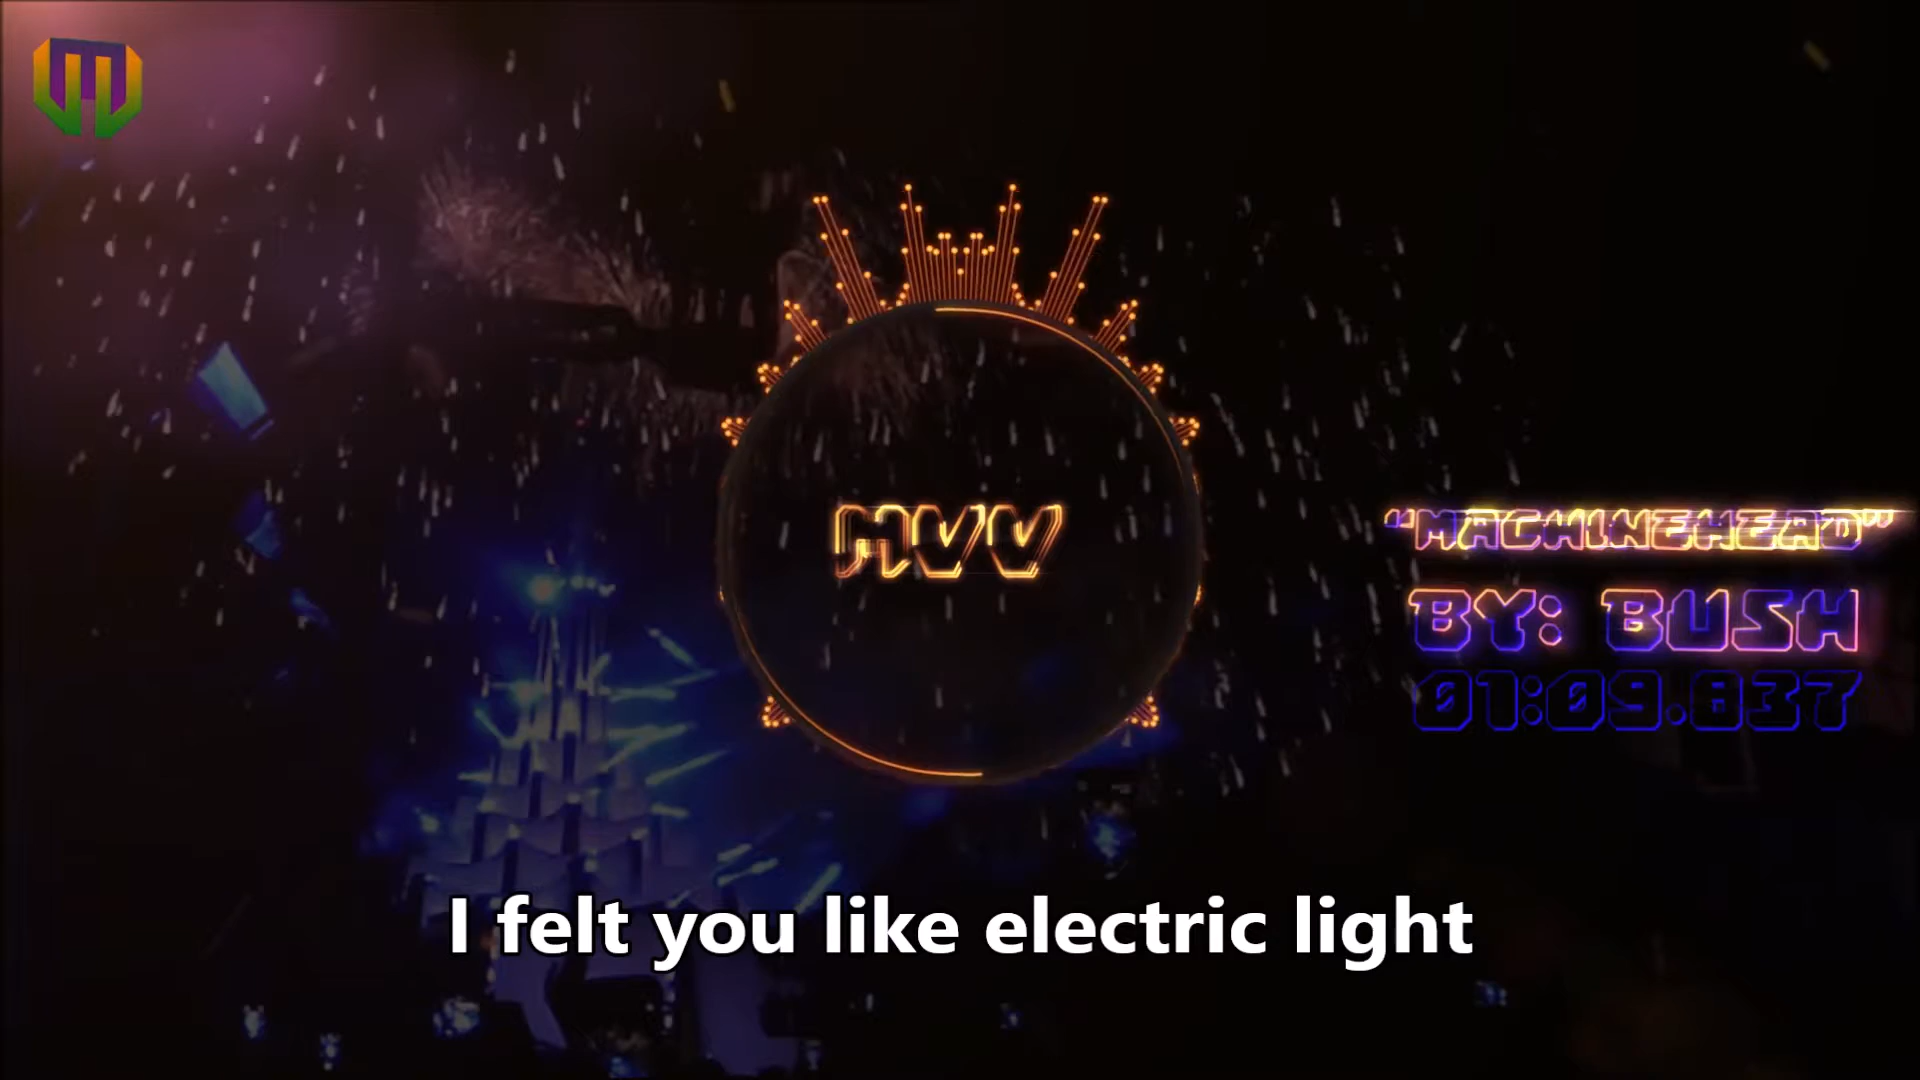 MVV
"MACHINEHEAD"
BY: BUSH
01:09.837
I felt you like electric light